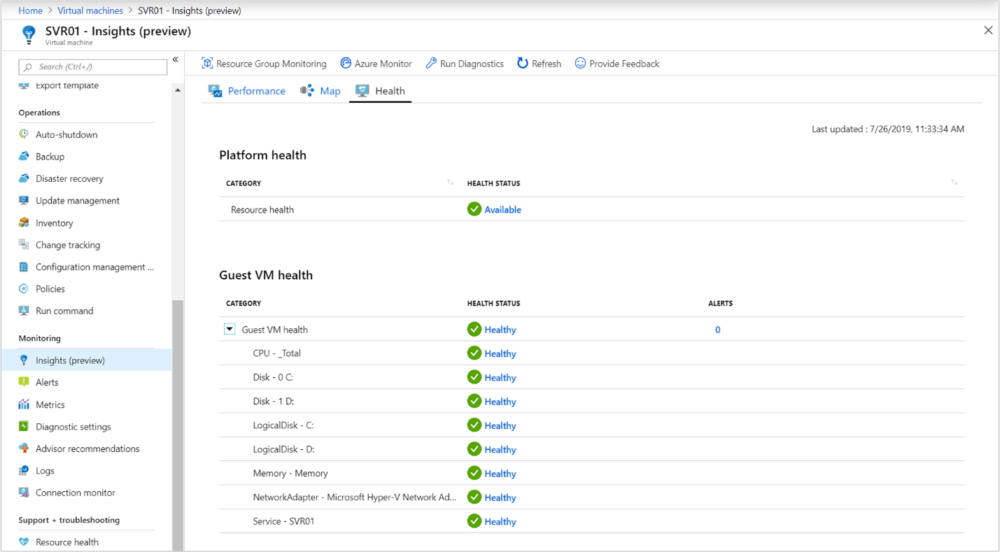 Home > Virtual machines > SVR01 - Insights (preview)
SVR01 - Insights (preview)
Virtual machine
Search (Ctrl+/)
«
Export template
Operations
Auto-shutdown
Backup
Disaster recovery
Update management
Inventory
Change tracking
Configuration management ...
Policies
Run command
Monitoring
Insights (preview)
Alerts
Metrics
Diagnostic settings
Advisor recommendations
Logs
Connection monitor
Support + troubleshooting
Resource health
Resource Group Monitoring Azure Monitor Run Diagnostics Refresh Provide Feedback
Performance Map Health
Last updated : 7/26/2019, 11:33:34 AM
Platform health
CATEGORY HEALTH STATUS
Resource health Available
Guest VM health
CATEGORY HEALTH STATUS ALERTS
Guest VM health Healthy 0
CPU - _Total Healthy
Disk - 0 C: Healthy
Disk - 1 D: Healthy
LogicalDisk - C: Healthy
LogicalDisk - D: Healthy
Memory - Memory Healthy
NetworkAdapter - Microsoft Hyper-V Network Ad... Healthy
Service - SVR01 Healthy